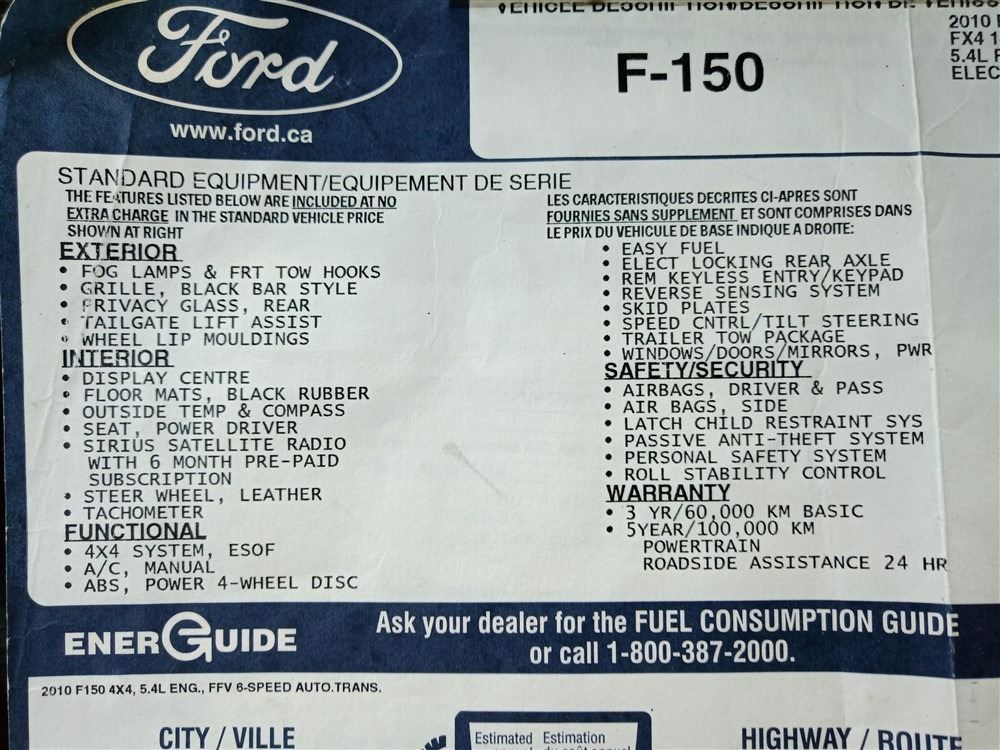 Ford
www.ford.ca
F-150
2010
FX4
5.4L
ELEC
STANDARD EQUIPMENT/EQUIPEMENT DE SERIE
THE FEATURES LISTED BELOW ARE INCLUDED AT NO
EXTRA CHARGE IN THE STANDARD VEHICLE PRICE
SHOWN AT RIGHT
EXTERIOR
• FOG LAMPS & FRT TOW HOOKS
• GRILLE, BLACK BAR STYLE
• PRIVACY GLASS, REAR
• TAILGATE LIFT ASSIST
• WHEEL LIP MOULDINGS
INTERIOR
• DISPLAY CENTRE
• FLOOR MATS, BLACK RUBBER
• OUTSIDE TEMP & COMPASS
• SEAT, POWER DRIVER
• SIRIUS SATELLITE RADIO
WITH 6 MONTH PRE-PAID
SUBSCRIPTION
• STEER WHEEL, LEATHER
• TACHOMETER
FUNCTIONAL
• 4X4 SYSTEM, ESOF
• A/C, MANUAL
• ABS, POWER 4-WHEEL DISC
LES CARACTERISTIQUES DECRITES CI-APRES SONT
FOURNIES SANS SUPPLEMENT ET SONT COMPRISES DANS
LE PRIX DU VEHICULE DE BASE INDIQUE A DROITE:
• EASY FUEL
• ELECT LOCKING REAR AXLE
• REM KEYLESS ENTRY/KEYPAD
• REVERSE SENSING SYSTEM
• SKID PLATES
• SPEED CNTRL/TILT STEERING
• TRAILER TOW PACKAGE
• WINDOWS/DOORS/MIRRORS, PWR
SAFETY/SECURITY
• AIRBAGS, DRIVER & PASS
• AIR BAGS, SIDE
• LATCH CHILD RESTRAINT SYS
• PASSIVE ANTI-THEFT SYSTEM
• PERSONAL SAFETY SYSTEM
• ROLL STABILITY CONTROL
WARRANTY
• 3 YR/60,000 KM BASIC
• 5YEAR/100,000 KM
POWERTRAIN
ROADSIDE ASSISTANCE 24 HR
ENERGUIDE
Ask your dealer for the FUEL CONSUMPTION GUIDE
or call 1-800-387-2000.
2010 F150 4X4, 5.4L ENG., FFV 6-SPEED AUTO.TRANS.
CITY / VILLE
Estimated Estimation
HIGHWAY / ROUTE